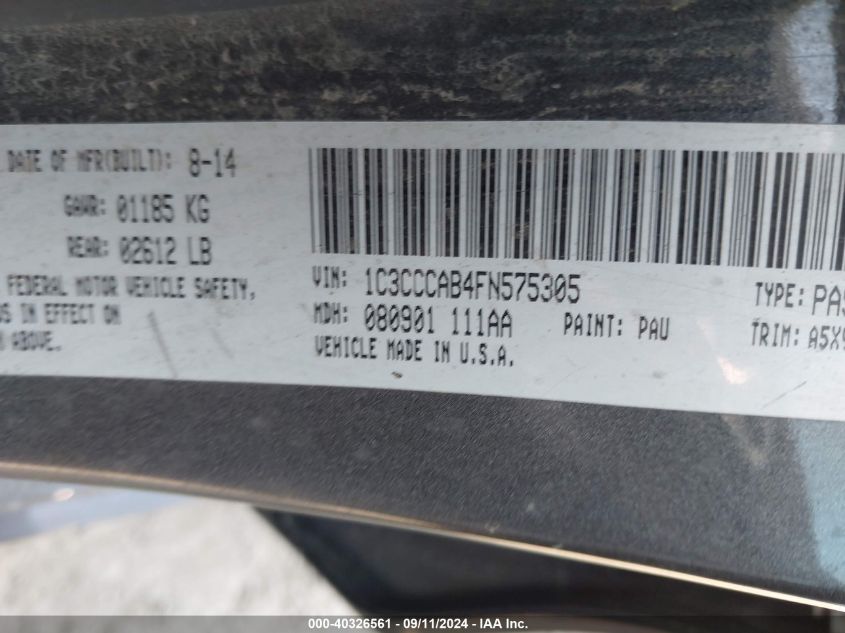 DATE OF MFR(BUILT): 8-14
GAWR: 01185 KG
REAR: 02612 LB
FEDERAL MOTOR VEHICLE SAFETY,
IN EFFECT ON
ABOVE.
VIN: 1C3CCCAB4FN575305
TYPE:
MDH: 080901 111AA
PAINT: PAU
TRIM: A5X9
VEHICLE MADE IN U.S.A.
000-40326561 - 09/11/2024 - IAA Inc.